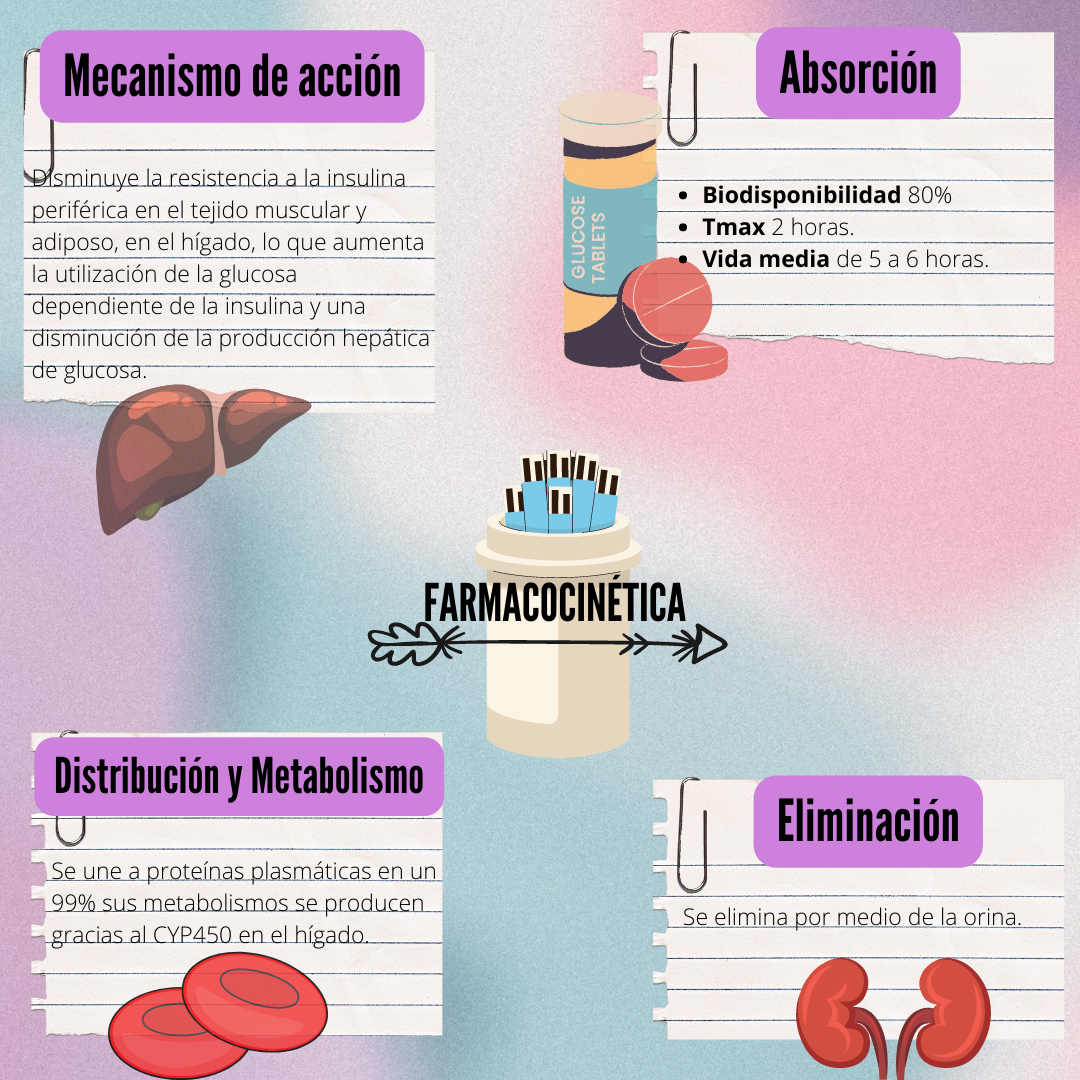 Mecanismo de acción
Disminuye la resistencia a la insulina
periférica en el tejido muscular y
adiposo, en el hígado, lo que aumenta
la utilización de la glucosa
dependiente de la insulina y una
disminución de la producción hepática
de glucosa.
Absorción
GLUCOSE
TABLETS
• Biodisponibilidad 80%
• Tmax 2 horas.
• Vida media de 5 a 6 horas.
FARMACOCINÉTICA
Distribución y Metabolismo
Se une a proteínas plasmáticas en un
99% sus metabolismos se producen
gracias al CYP450 en el hígado.
Eliminación
Se elimina por medio de la orina.